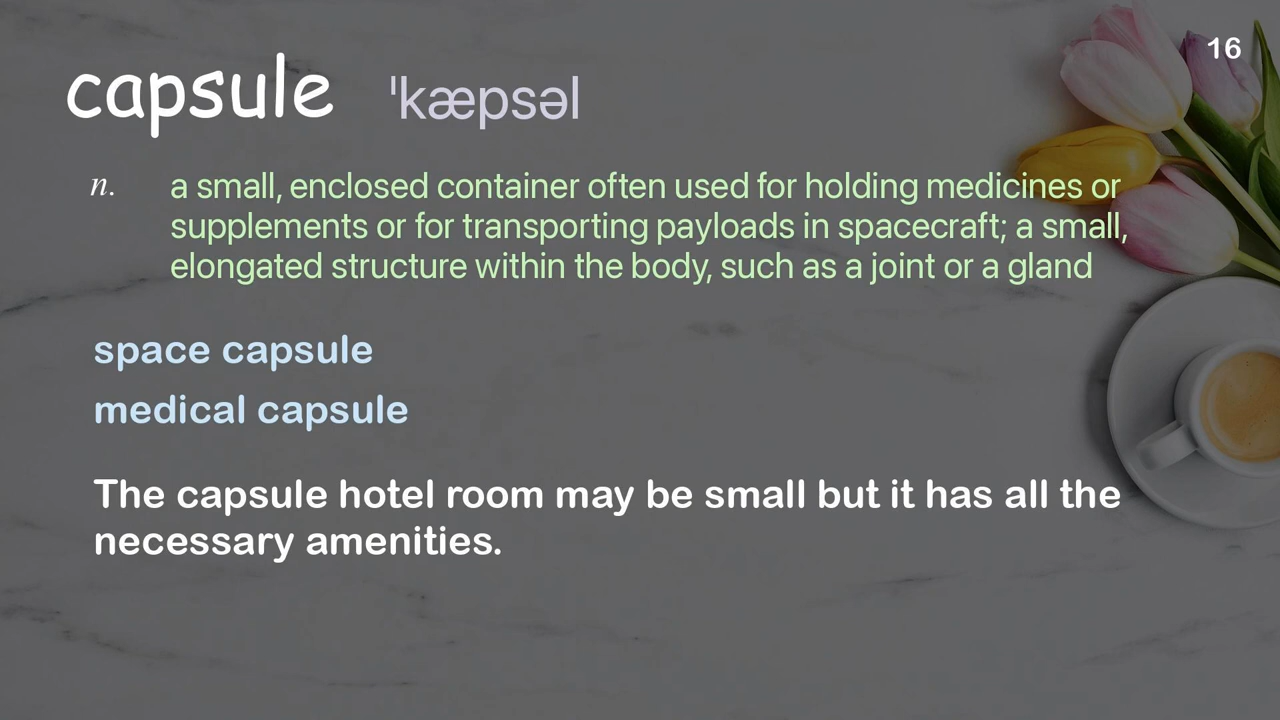 16
capsule ˈkæpsəl
n. a small, enclosed container often used for holding medicines or
supplements or for transporting payloads in spacecraft; a small,
elongated structure within the body, such as a joint or a gland
space capsule
medical capsule
The capsule hotel room may be small but it has all the
necessary amenities.